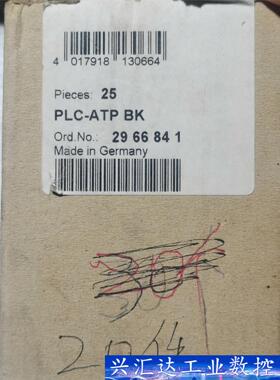 4 017918 130664
Pieces: 25
PLC-ATP BK
Ord.No.: 29 66 84 1
Made in Germany
兴汇达工业数控